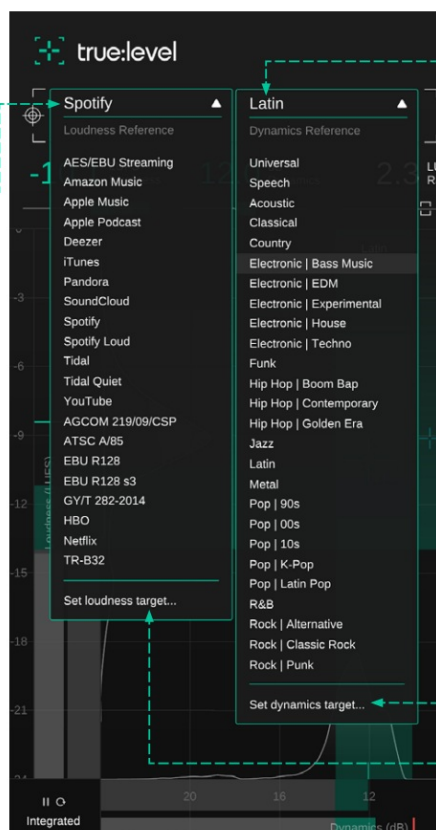 true:level
Spotify
Loudness Reference
AES/EBU Streaming
Amazon Music
Apple Music
Apple Podcast
Deezer
iTunes
Pandora
SoundCloud
Spotify
Spotify Loud
Tidal
Tidal Quiet
YouTube
AGCOM 219/09/CSP
ATSC A/85
EBU R128
EBU R128 s3
GY/T 282-2014
HBO
Netflix
TR-B32
Set loudness target...
Latin
Dynamics Reference
Universal
Speech
Acoustic
Classical
Country
Electronic | Bass Music
Electronic | EDM
Electronic | Experimental
Electronic | House
Electronic | Techno
Funk
Hip Hop | Boom Bap
Hip Hop | Contemporary
Hip Hop | Golden Era
Jazz
Latin
Metal
Pop | 90s
Pop | 00s
Pop | 10s
Pop | K-Pop
Pop | Latin Pop
R&B
Rock | Alternative
Rock | Classic Rock
Rock | Punk
Set dynamics target...
2.3
LU
R
-3
-6
-9
-12
-15
-18
-21
Loudness (LUFS)
20
16
12
Dynamics (dB)
Integrated